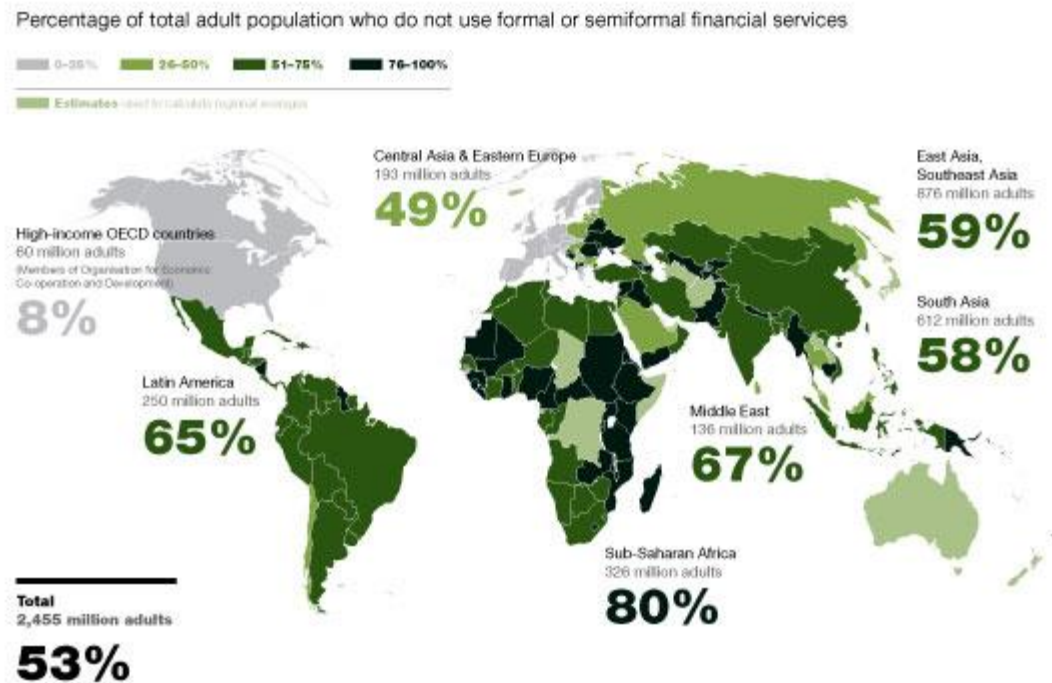 Percentage of total adult population who do not use formal or semiformal financial services
0-25% 26-50% 51-75% 76-100%
Estimates used to calculate regional averages
Central Asia & Eastern Europe
193 million adults
49%
East Asia,
Southeast Asia
876 million adults
59%
High-income OECD countries
60 million adults
(Members of Organisation for Economic
Co-operation and Development)
8%
South Asia
612 million adults
58%
Latin America
250 million adults
65%
Middle East
136 million adults
67%
Sub-Saharan Africa
326 million adults
80%
Total
2,455 million adults
53%